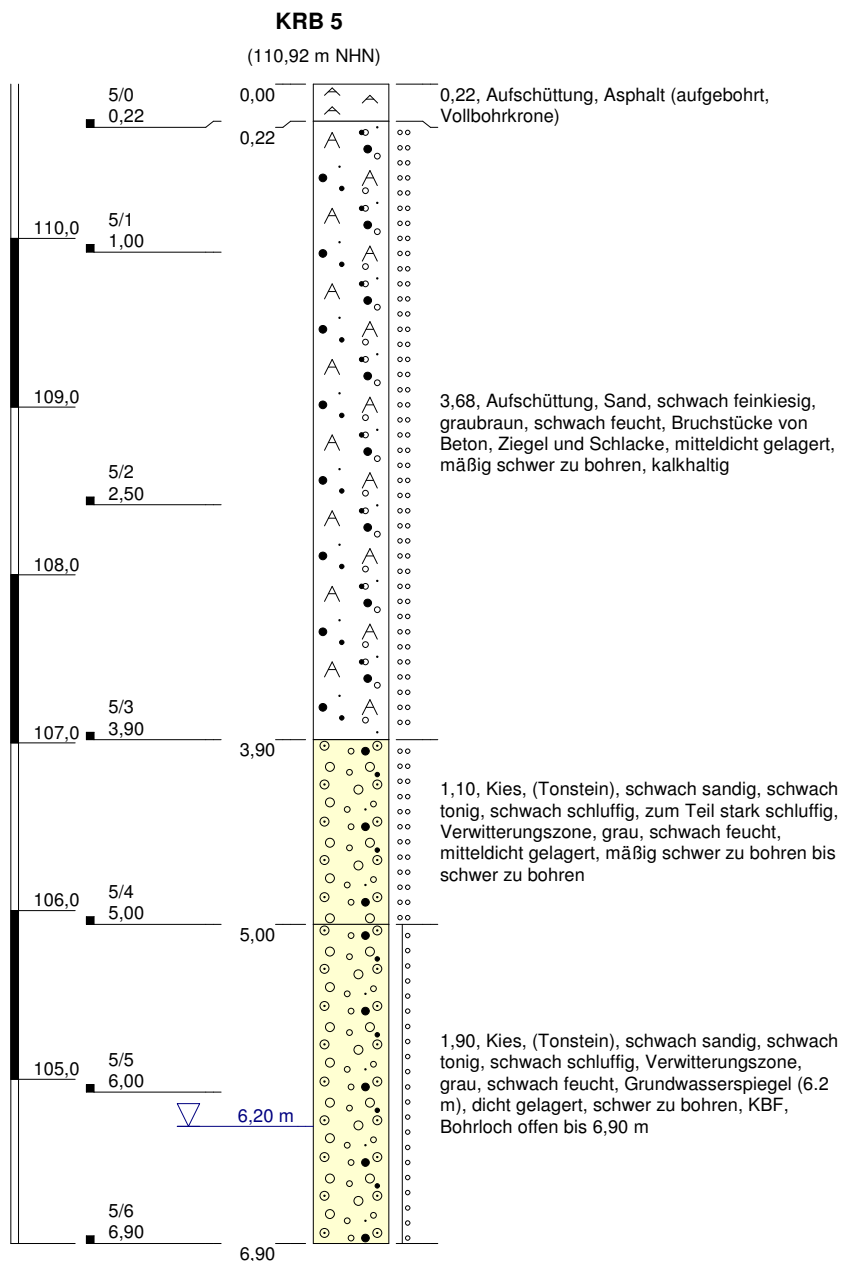 KRB 5
(110,92 m NHN)
5/0
0,22
0,00
0,22
0,22, Aufschüttung, Asphalt (aufgebohrt,
Vollbohrkrone)
110,0
5/1
1,00
109,0
3,68, Aufschüttung, Sand, schwach feinkiesig,
graubraun, schwach feucht, Bruchstücke von
Beton, Ziegel und Schlacke, mitteldicht gelagert,
mäßig schwer zu bohren, kalkhaltig
5/2
2,50
108,0
5/3
3,90
107,0
3,90
1,10, Kies, (Tonstein), schwach sandig, schwach
tonig, schwach schluffig, zum Teil stark schluffig,
Verwitterungszone, grau, schwach feucht,
mitteldicht gelagert, mäßig schwer zu bohren bis
schwer zu bohren
106,0
5/4
5,00
5,00
1,90, Kies, (Tonstein), schwach sandig, schwach
tonig, schwach schluffig, Verwitterungszone,
grau, schwach feucht, Grundwasserspiegel (6.2
m), dicht gelagert, schwer zu bohren, KBF,
Bohrloch offen bis 6,90 m
105,0
5/5
6,00
6,20 m
5/6
6,90
6,90